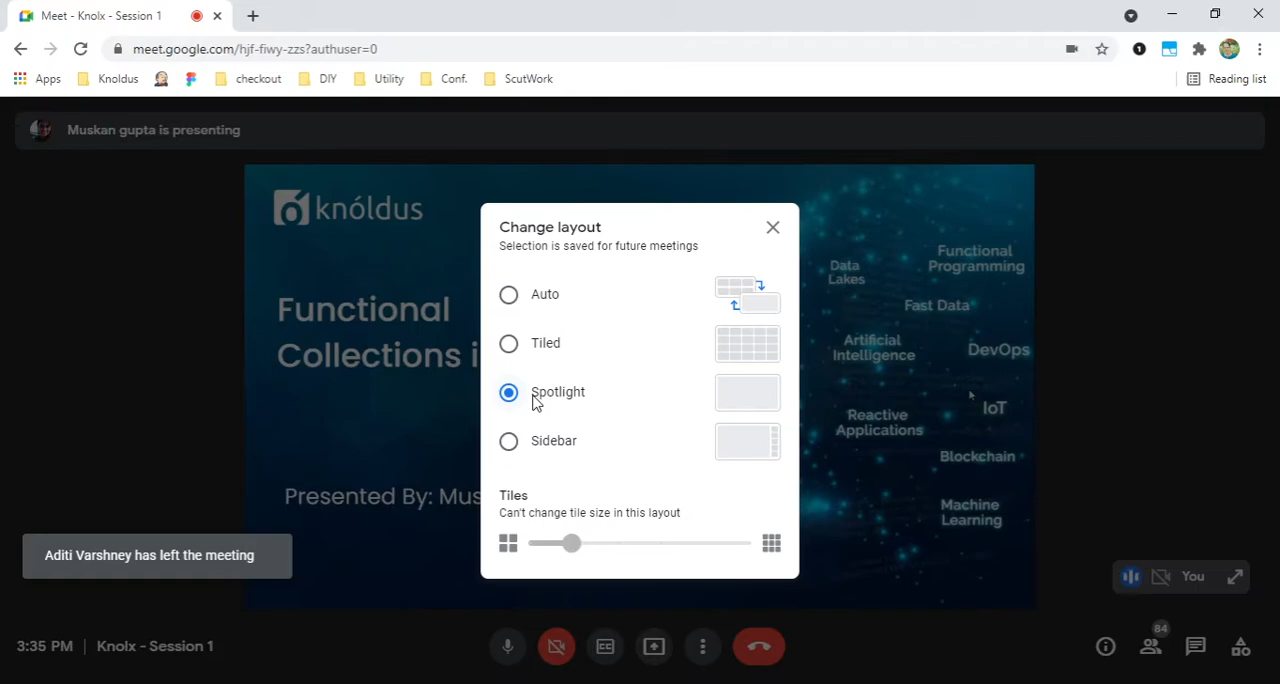 Meet - Knolx - Session 1
meet.google.com/hjf-fiwy-zzs?authuser=0
Apps
Knoldus
checkout
DIY
Utility
Conf.
ScutWork
Reading list
Muskan gupta is presenting
knóldus
Functional
Collections i
Presented By: Mus
Data
Lakes
Functional
Programming
Fast Data
Artificial
Intelligence
DevOps
IoT
Reactive
Applications
Blockchain
Machine
Learning
Change layout
Selection is saved for future meetings
Auto
Tiled
Spotlight
Sidebar
Tiles
Can't change tile size in this layout
Aditi Varshney has left the meeting
You
3:35 PM | Knolx - Session 1
CC
84